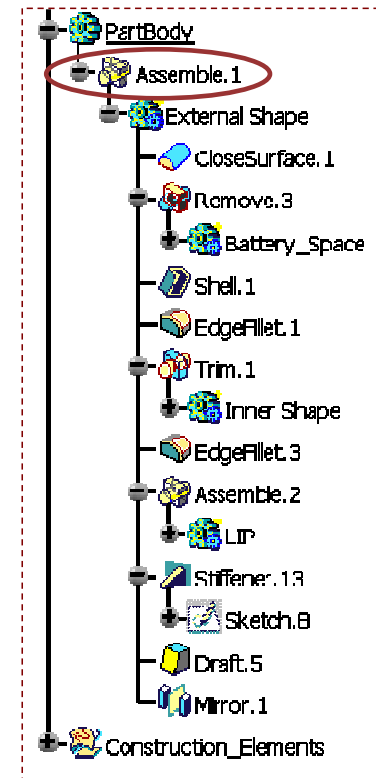 PartBody
Assemble.1
External Shape
CloseSurface.1
Remove.3
Battery_Space
Shell.1
EdgeFillet.1
Trim.1
Inner Shape
EdgeFillet.3
Assemble.2
LIP
Stiffener.13
Sketch.8
Draft.5
Mirror.1
Construction_Elements